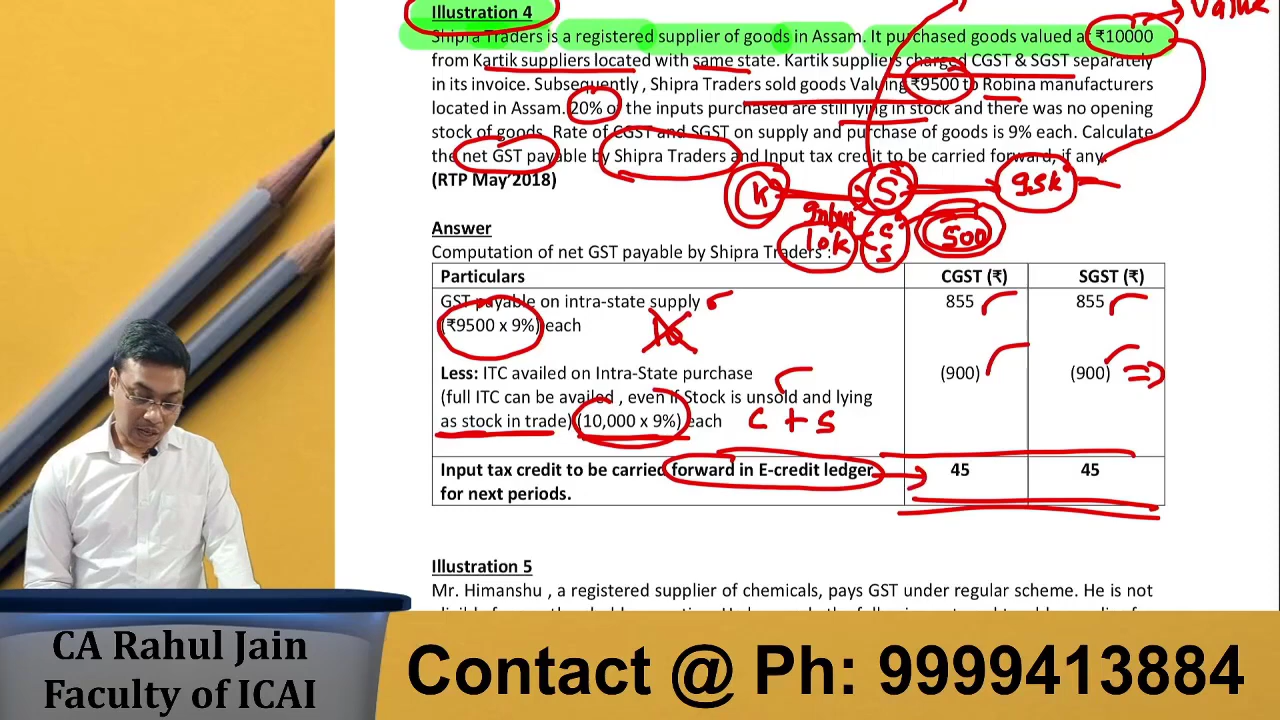 Value
Illustration 4
Shipra Traders is a registered supplier of goods in Assam. It purchased goods valued at ₹10000
from Kartik suppliers located with same state. Kartik suppliers charged CGST & SGST separately
in its invoice. Subsequently , Shipra Traders sold goods Valuing ₹9500 to Robina manufacturers
located in Assam. 20% of the inputs purchased are still lying in stock and there was no opening
stock of goods. Rate of CGST and SGST on supply and purchase of goods is 9% each. Calculate
the net GST payable by Shipra Traders and Input tax credit to be carried forward, if any.
(RTP May'2018)
K S 9.5K
Input
10K C S 500
Answer
Computation of net GST payable by Shipra Traders :
Particulars CGST (₹) SGST (₹)
GST payable on intra-state supply 855 855
(₹9500 x 9%) each
Less: ITC availed on Intra-State purchase (900) (900)
(full ITC can be availed , even if Stock is unsold and lying
as stock in trade) (10,000 x 9%) each C + S
Input tax credit to be carried forward in E-credit ledger 45 45
for next periods.
Illustration 5
Mr. Himanshu , a registered supplier of chemicals, pays GST under regular scheme. He is not
CA Rahul Jain
Faculty of ICAI
Contact @ Ph: 9999413884